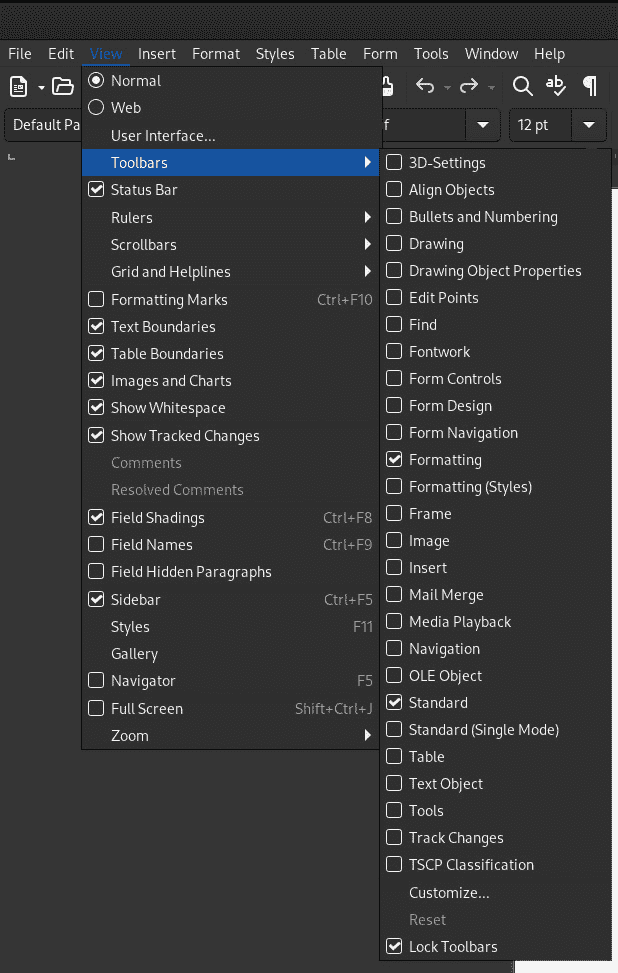 File Edit View Insert Format Styles Table Form Tools Window Help
Normal
Web
Default Pa
f
12 pt
User Interface...
Toolbars
Status Bar
Rulers
Scrollbars
Grid and Helplines
Formatting Marks Ctrl+F10
Text Boundaries
Table Boundaries
Images and Charts
Show Whitespace
Show Tracked Changes
Comments
Resolved Comments
Field Shadings Ctrl+F8
Field Names Ctrl+F9
Field Hidden Paragraphs
Sidebar Ctrl+F5
Styles F11
Gallery
Navigator F5
Full Screen Shift+Ctrl+J
Zoom
3D-Settings
Align Objects
Bullets and Numbering
Drawing
Drawing Object Properties
Edit Points
Find
Fontwork
Form Controls
Form Design
Form Navigation
Formatting
Formatting (Styles)
Frame
Image
Insert
Mail Merge
Media Playback
Navigation
OLE Object
Standard
Standard (Single Mode)
Table
Text Object
Tools
Track Changes
TSCP Classification
Customize...
Reset
Lock Toolbars